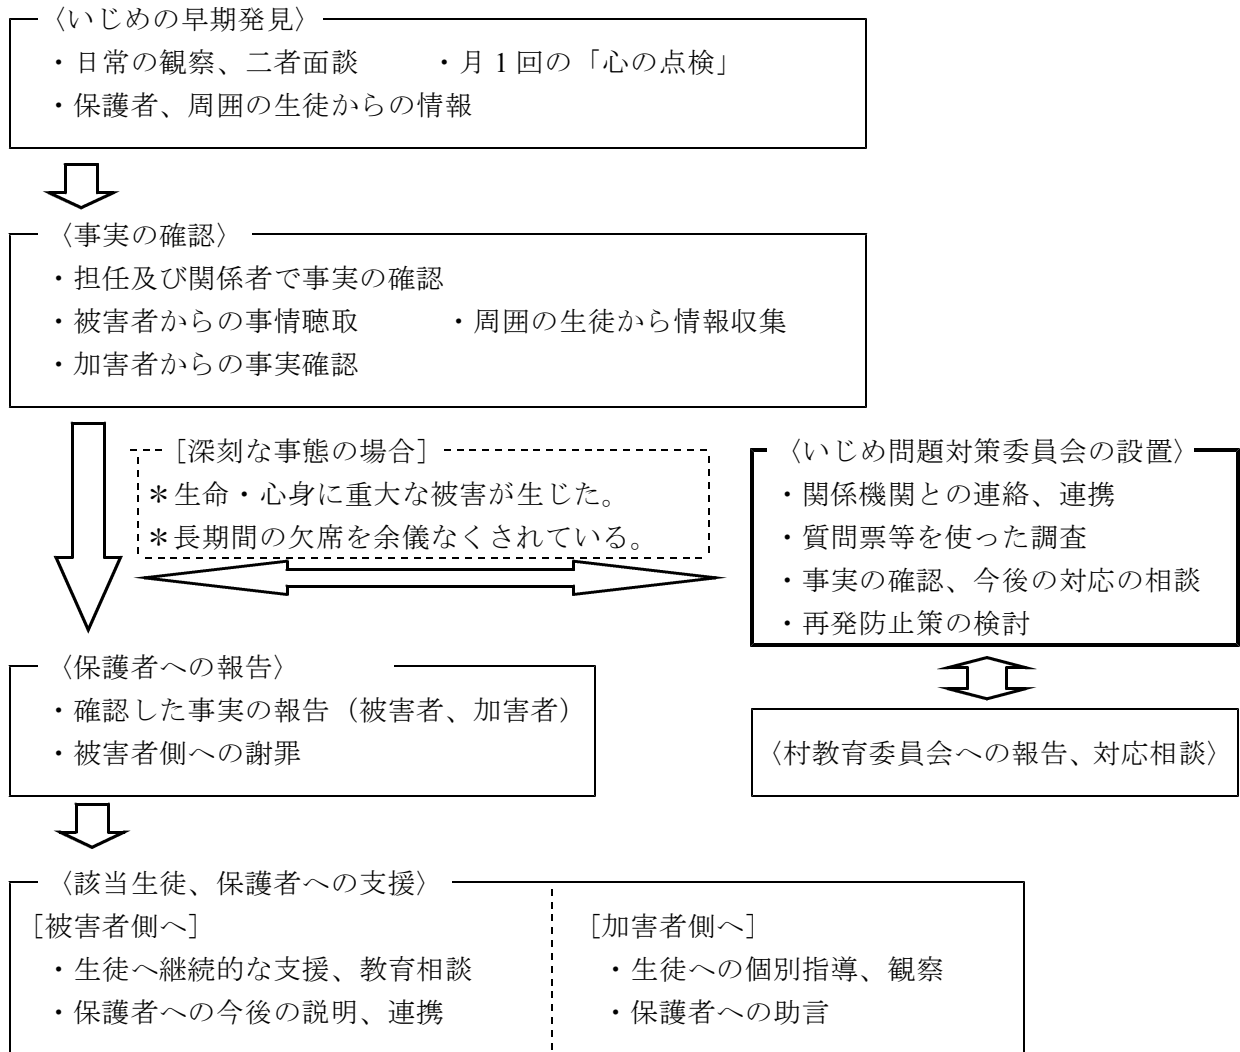 〈いじめの早期発見〉
・日常の観察、二者面談　　・月1回の「心の点検」
・保護者、周囲の生徒からの情報
〈事実の確認〉
・担任及び関係者で事実の確認
・被害者からの事情聴取　　・周囲の生徒から情報収集
・加害者からの事実確認
［深刻な事態の場合］
＊生命・心身に重大な被害が生じた。
＊長期間の欠席を余儀なくされている。
〈いじめ問題対策委員会の設置〉
・関係機関との連絡、連携
・質問票等を使った調査
・事実の確認、今後の対応の相談
・再発防止策の検討
〈保護者への報告〉
・確認した事実の報告（被害者、加害者）
・被害者側への謝罪
〈村教育委員会への報告、対応相談〉
〈該当生徒、保護者への支援〉
［被害者側へ］
・生徒へ継続的な支援、教育相談
・保護者への今後の説明、連携
［加害者側へ］
・生徒への個別指導、観察
・保護者への助言